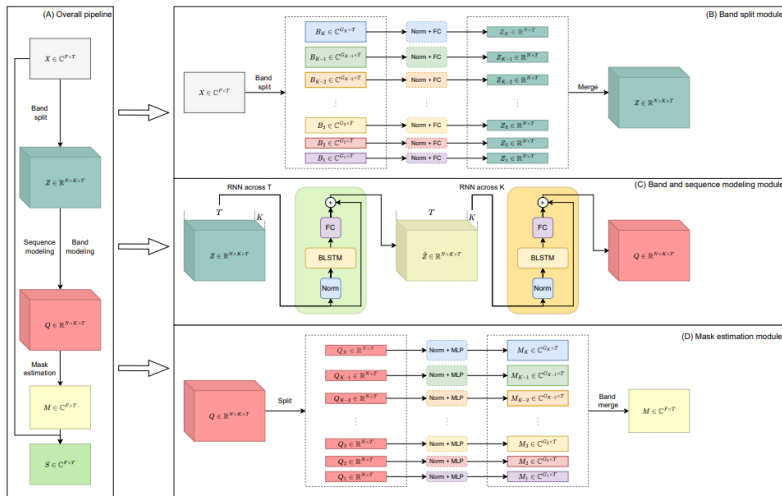 (A) Overall pipeline
X ∈ ℂ^{F×T}
Band
split
Z ∈ ℝ^{N×K×T}
Sequence
modeling
Band
modeling
Q ∈ ℝ^{N×K×T}
Mask
estimation
M ∈ ℂ^{F×T}
S ∈ ℂ^{F×T}
(B) Band split module
X ∈ ℂ^{F×T}
Band
split
B_K ∈ ℂ^{G_K×T} Norm + FC Z_K ∈ ℝ^{N×T}
B_{K−1} ∈ ℂ^{G_{K−1}×T} Norm + FC Z_{K−1} ∈ ℝ^{N×T}
B_{K−2} ∈ ℂ^{G_{K−2}×T} Norm + FC Z_{K−2} ∈ ℝ^{N×T}
⋮ ⋮ ⋮
B_3 ∈ ℂ^{G_3×T} Norm + FC Z_3 ∈ ℝ^{N×T}
B_2 ∈ ℂ^{G_2×T} Norm + FC Z_2 ∈ ℝ^{N×T}
B_1 ∈ ℂ^{G_1×T} Norm + FC Z_1 ∈ ℝ^{N×T}
Merge
Z ∈ ℝ^{N×K×T}
(C) Band and sequence modeling module
RNN across T
T
K
Z ∈ ℝ^{N×K×T}
+
FC
BLSTM
Norm
RNN across K
T
K
Ẑ ∈ ℝ^{N×K×T}
+
FC
BLSTM
Norm
Q ∈ ℝ^{N×K×T}
(D) Mask estimation module
Q ∈ ℝ^{N×K×T}
Split
Q_K ∈ ℝ^{N×T} Norm + MLP M_K ∈ ℂ^{G_K×T}
Q_{K−1} ∈ ℝ^{N×T} Norm + MLP M_{K−1} ∈ ℂ^{G_{K−1}×T}
Q_{K−2} ∈ ℝ^{N×T} Norm + MLP M_{K−2} ∈ ℂ^{G_{K−2}×T}
⋮ ⋮ ⋮
Q_3 ∈ ℝ^{N×T} Norm + MLP M_3 ∈ ℂ^{G_3×T}
Q_2 ∈ ℝ^{N×T} Norm + MLP M_2 ∈ ℂ^{G_2×T}
Q_1 ∈ ℝ^{N×T} Norm + MLP M_1 ∈ ℂ^{G_1×T}
Band
merge
M ∈ ℂ^{F×T}